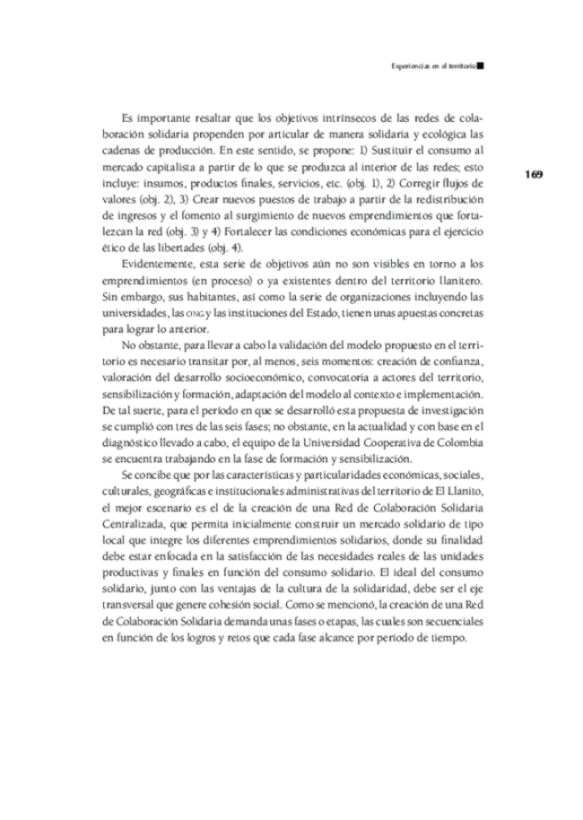 Experiencias en el territorio
169
Es importante resaltar que los objetivos intrínsecos de las redes de cola-
boración solidaria propenden por articular de manera solidaria y ecológica las
cadenas de producción. En este sentido, se propone: 1) Sustituir el consumo al
mercado capitalista a partir de lo que se produzca al interior de las redes; esto
incluye: insumos, productos finales, servicios, etc. (obj. 1), 2) Corregir flujos de
valores (obj. 2), 3) Crear nuevos puestos de trabajo a partir de la redistribución
de ingresos y el fomento al surgimiento de nuevos emprendimientos que forta-
lezcan la red (obj. 3) y 4) Fortalecer las condiciones económicas para el ejercicio
ético de las libertades (obj. 4).
Evidentemente, esta serie de objetivos aún no son visibles en torno a los
emprendimientos (en proceso) o ya existentes dentro del territorio llanitero.
Sin embargo, sus habitantes, así como la serie de organizaciones incluyendo las
universidades, las ONG y las instituciones del Estado, tienen unas apuestas concretas
para lograr lo anterior.
No obstante, para llevar a cabo la validación del modelo propuesto en el terri-
torio es necesario transitar por, al menos, seis momentos: creación de confianza,
valoración del desarrollo socioeconómico, convocatoria a actores del territorio,
sensibilización y formación, adaptación del modelo al contexto e implementación.
De tal suerte, para el período en que se desarrolló esta propuesta de investigación
se cumplió con tres de las seis fases; no obstante, en la actualidad y con base en el
diagnóstico llevado a cabo, el equipo de la Universidad Cooperativa de Colombia
se encuentra trabajando en la fase de formación y sensibilización.
Se concibe que por las características y particularidades económicas, sociales,
culturales, geográficas e institucionales administrativas del territorio de El Llanito,
el mejor escenario es el de la creación de una Red de Colaboración Solidaria
Centralizada, que permita inicialmente construir un mercado solidario de tipo
local que integre los diferentes emprendimientos solidarios, donde su finalidad
debe estar enfocada en la satisfacción de las necesidades reales de las unidades
productivas y finales en función del consumo solidario. El ideal del consumo
solidario, junto con las ventajas de la cultura de la solidaridad, debe ser el eje
transversal que genere cohesión social. Como se mencionó, la creación de una Red
de Colaboración Solidaria demanda unas fases o etapas, las cuales son secuenciales
en función de los logros y retos que cada fase alcance por período de tiempo.